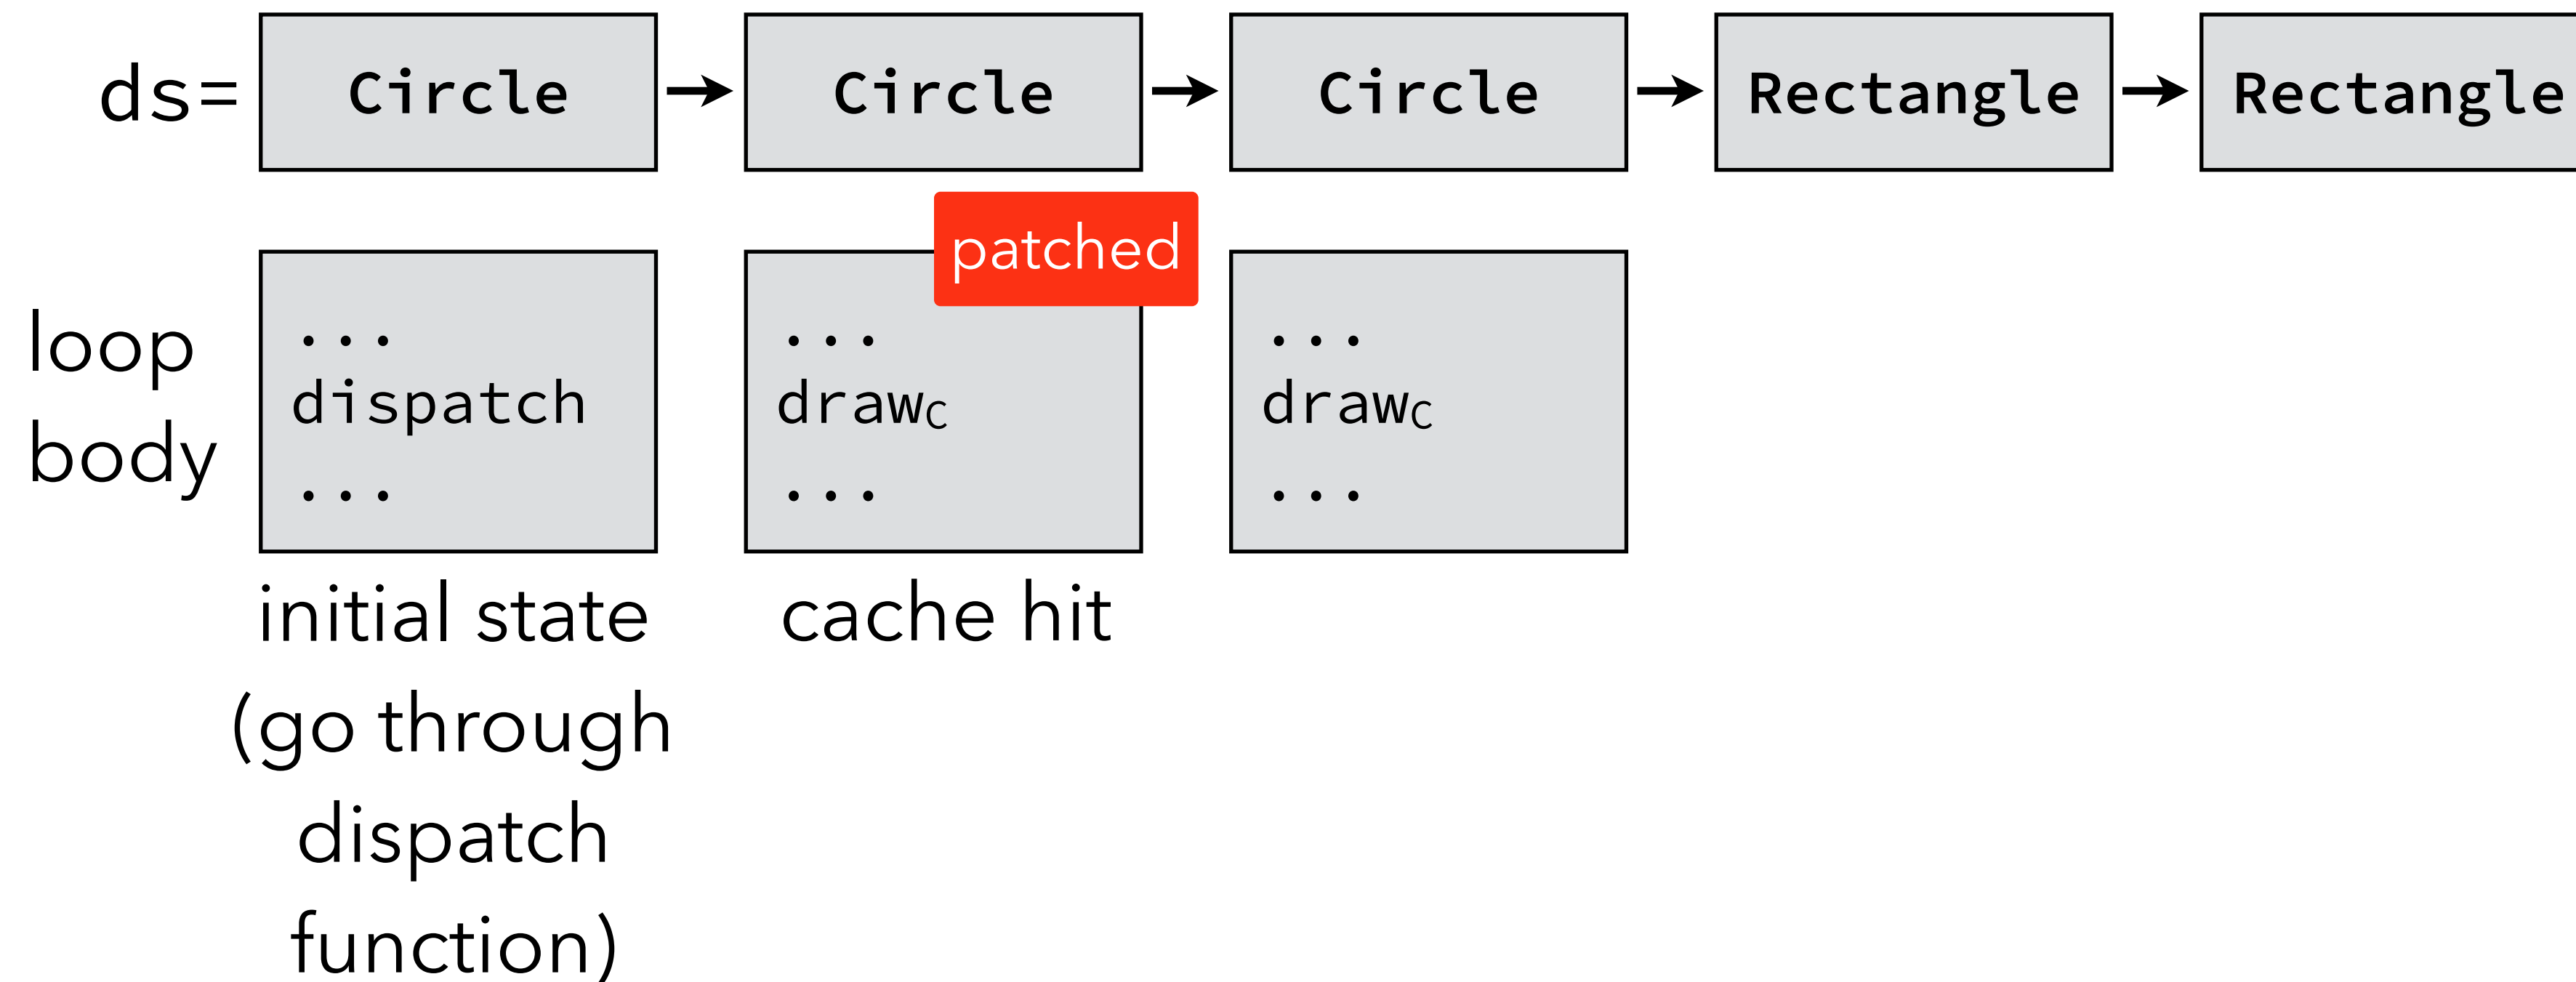 ds= Circle Circle Circle Rectangle Rectangle
patched
loop
body
...
dispatch
...
...
drawC
...
...
drawC
...
initial state
(go through
dispatch
function)
cache hit